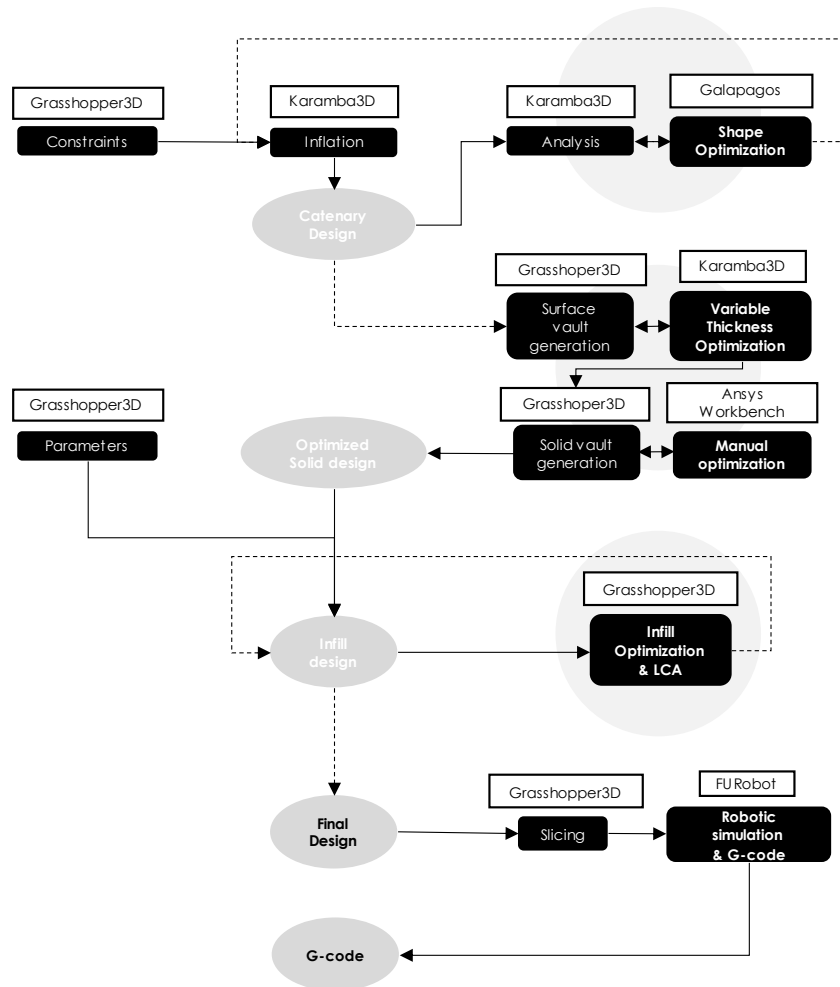 Grasshopper3D
Constraints
Karamba3D
Inflation
Karamba3D
Analysis
Galapagos
Shape
Optimization
Catenary
Design
Grasshoper3D
Surface
vault
generation
Karamba3D
Variable
Thickness
Optimization
Grasshopper3D
Parameters
Optimized
Solid design
Grasshoper3D
Solid vault
generation
Ansys
Workbench
Manual
optimization
Infill
design
Grasshopper3D
Infill
Optimization
& LCA
Final
Design
Grasshopper3D
Slicing
FURobot
Robotic
simulation
& G-code
G-code